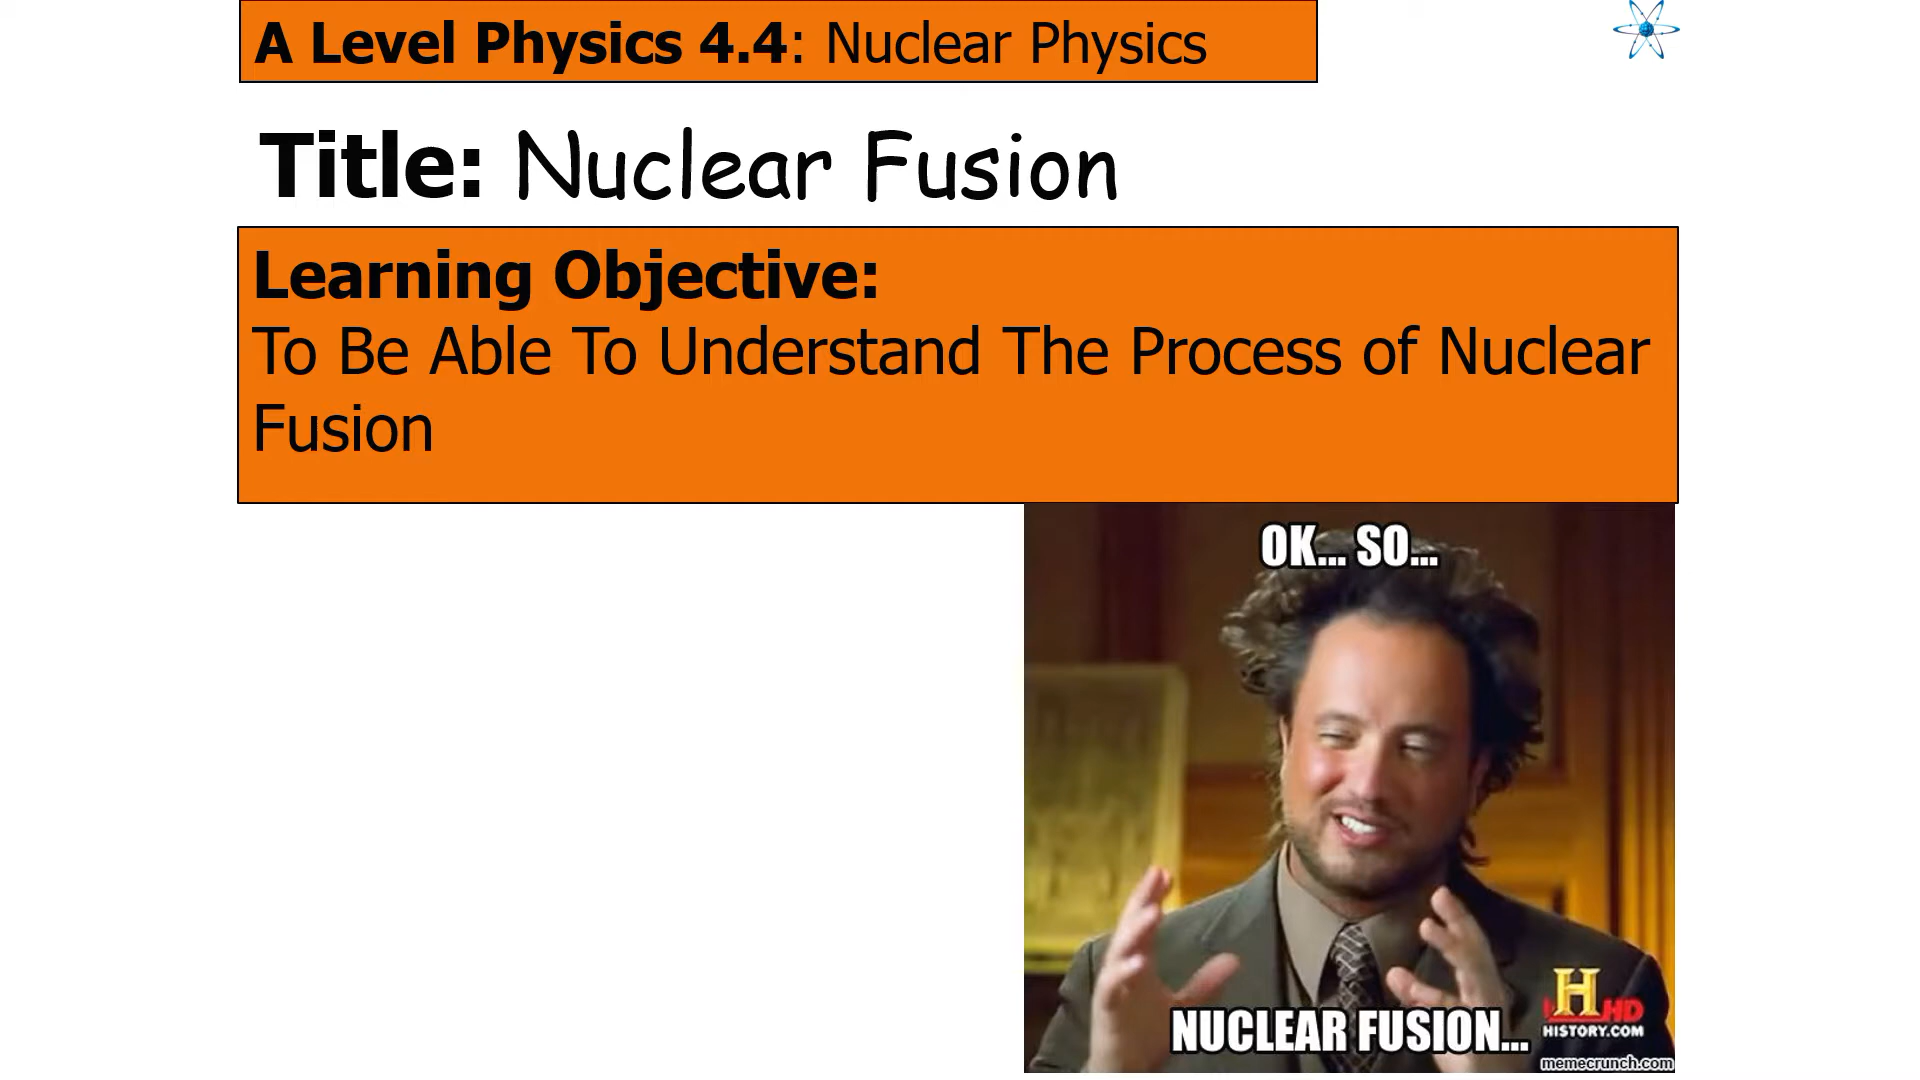 A Level Physics 4.4: Nuclear Physics
Title: Nuclear Fusion
Learning Objective:
To Be Able To Understand The Process of Nuclear
Fusion
OK... SO...
NUCLEAR FUSION...
H HD
HISTORY.COM
memecrunch.com